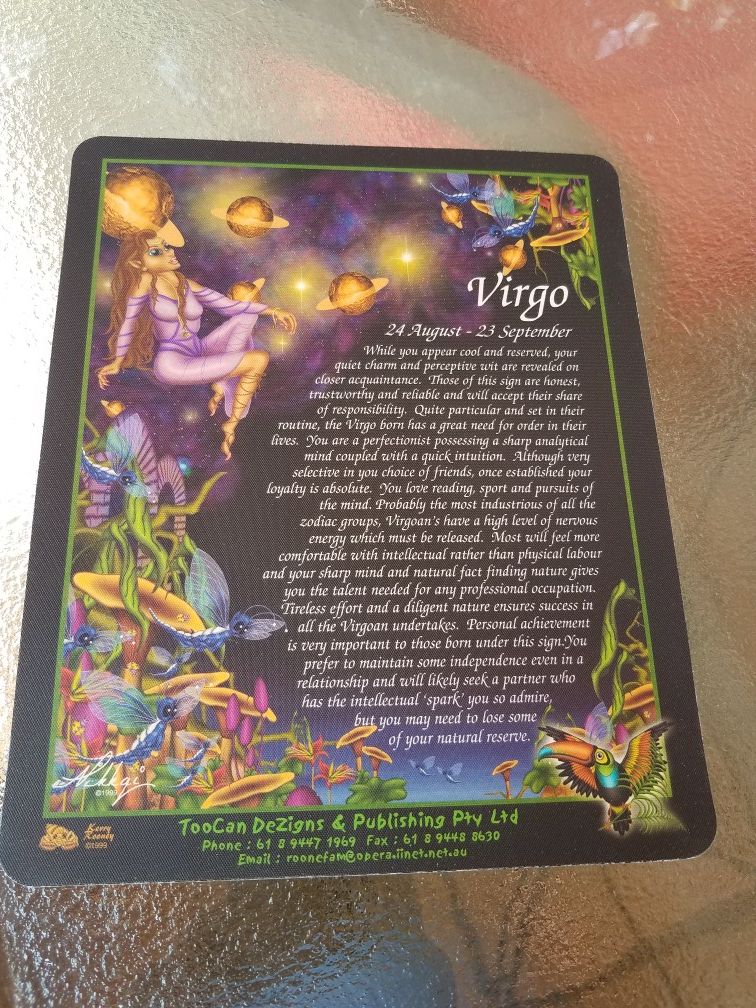 Virgo
24 August - 23 September
While you appear cool and reserved, your
quiet charm and perceptive wit are revealed on
closer acquaintance. Those of this sign are honest,
trustworthy and reliable and will accept their share
of responsibility. Quite particular and set in their
routine, the Virgo born has a great need for order in their
lives. You are a perfectionist possessing a sharp analytical
mind coupled with a quick intuition. Although very
selective in you choice of friends, once established your
loyalty is absolute. You love reading, sport and pursuits of
the mind. Probably the most industrious of all the
zodiac groups, Virgoan's have a high level of nervous
energy which must be released. Most will feel more
comfortable with intellectual rather than physical labour
and your sharp mind and natural fact finding nature gives
you the talent needed for any professional occupation.
Tireless effort and a diligent nature ensures success in
all the Virgoan undertakes. Personal achievement
is very important to those born under this sign.You
prefer to maintain some independence even in a
relationship and will likely seek a partner who
has the intellectual 'spark' you so admire,
but you may need to lose some
of your natural reserve.
©1999
Kerry
Rooney
©1999
TooCan DeZigns & Publishing Pty Ltd
Phone : 61 8 9447 1969 Fax : 61 8 9448 8630
Email : roonefam@opera.iinet.net.au